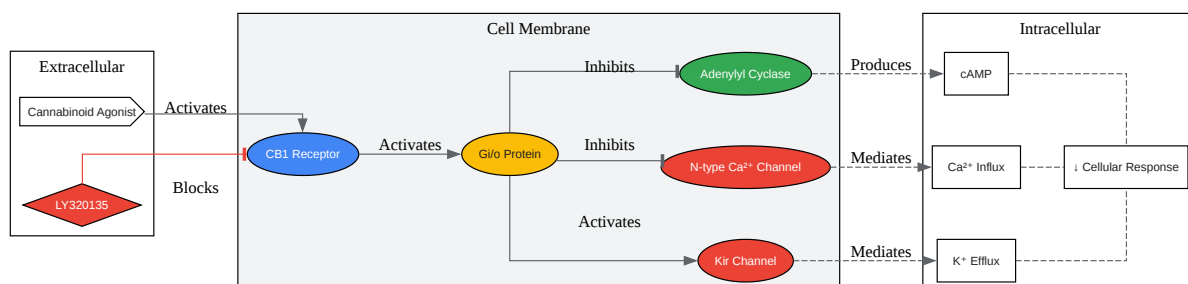 Extracellular
Cannabinoid Agonist
LY320135
Activates
Blocks
Cell Membrane
CB1 Receptor
Activates
Gi/o Protein
Inhibits
Inhibits
Activates
Adenylyl Cyclase
N-type Ca²⁺ Channel
Kir Channel
Produces
Mediates
Mediates
Intracellular
cAMP
Ca²⁺ Influx
K⁺ Efflux
↓ Cellular Response